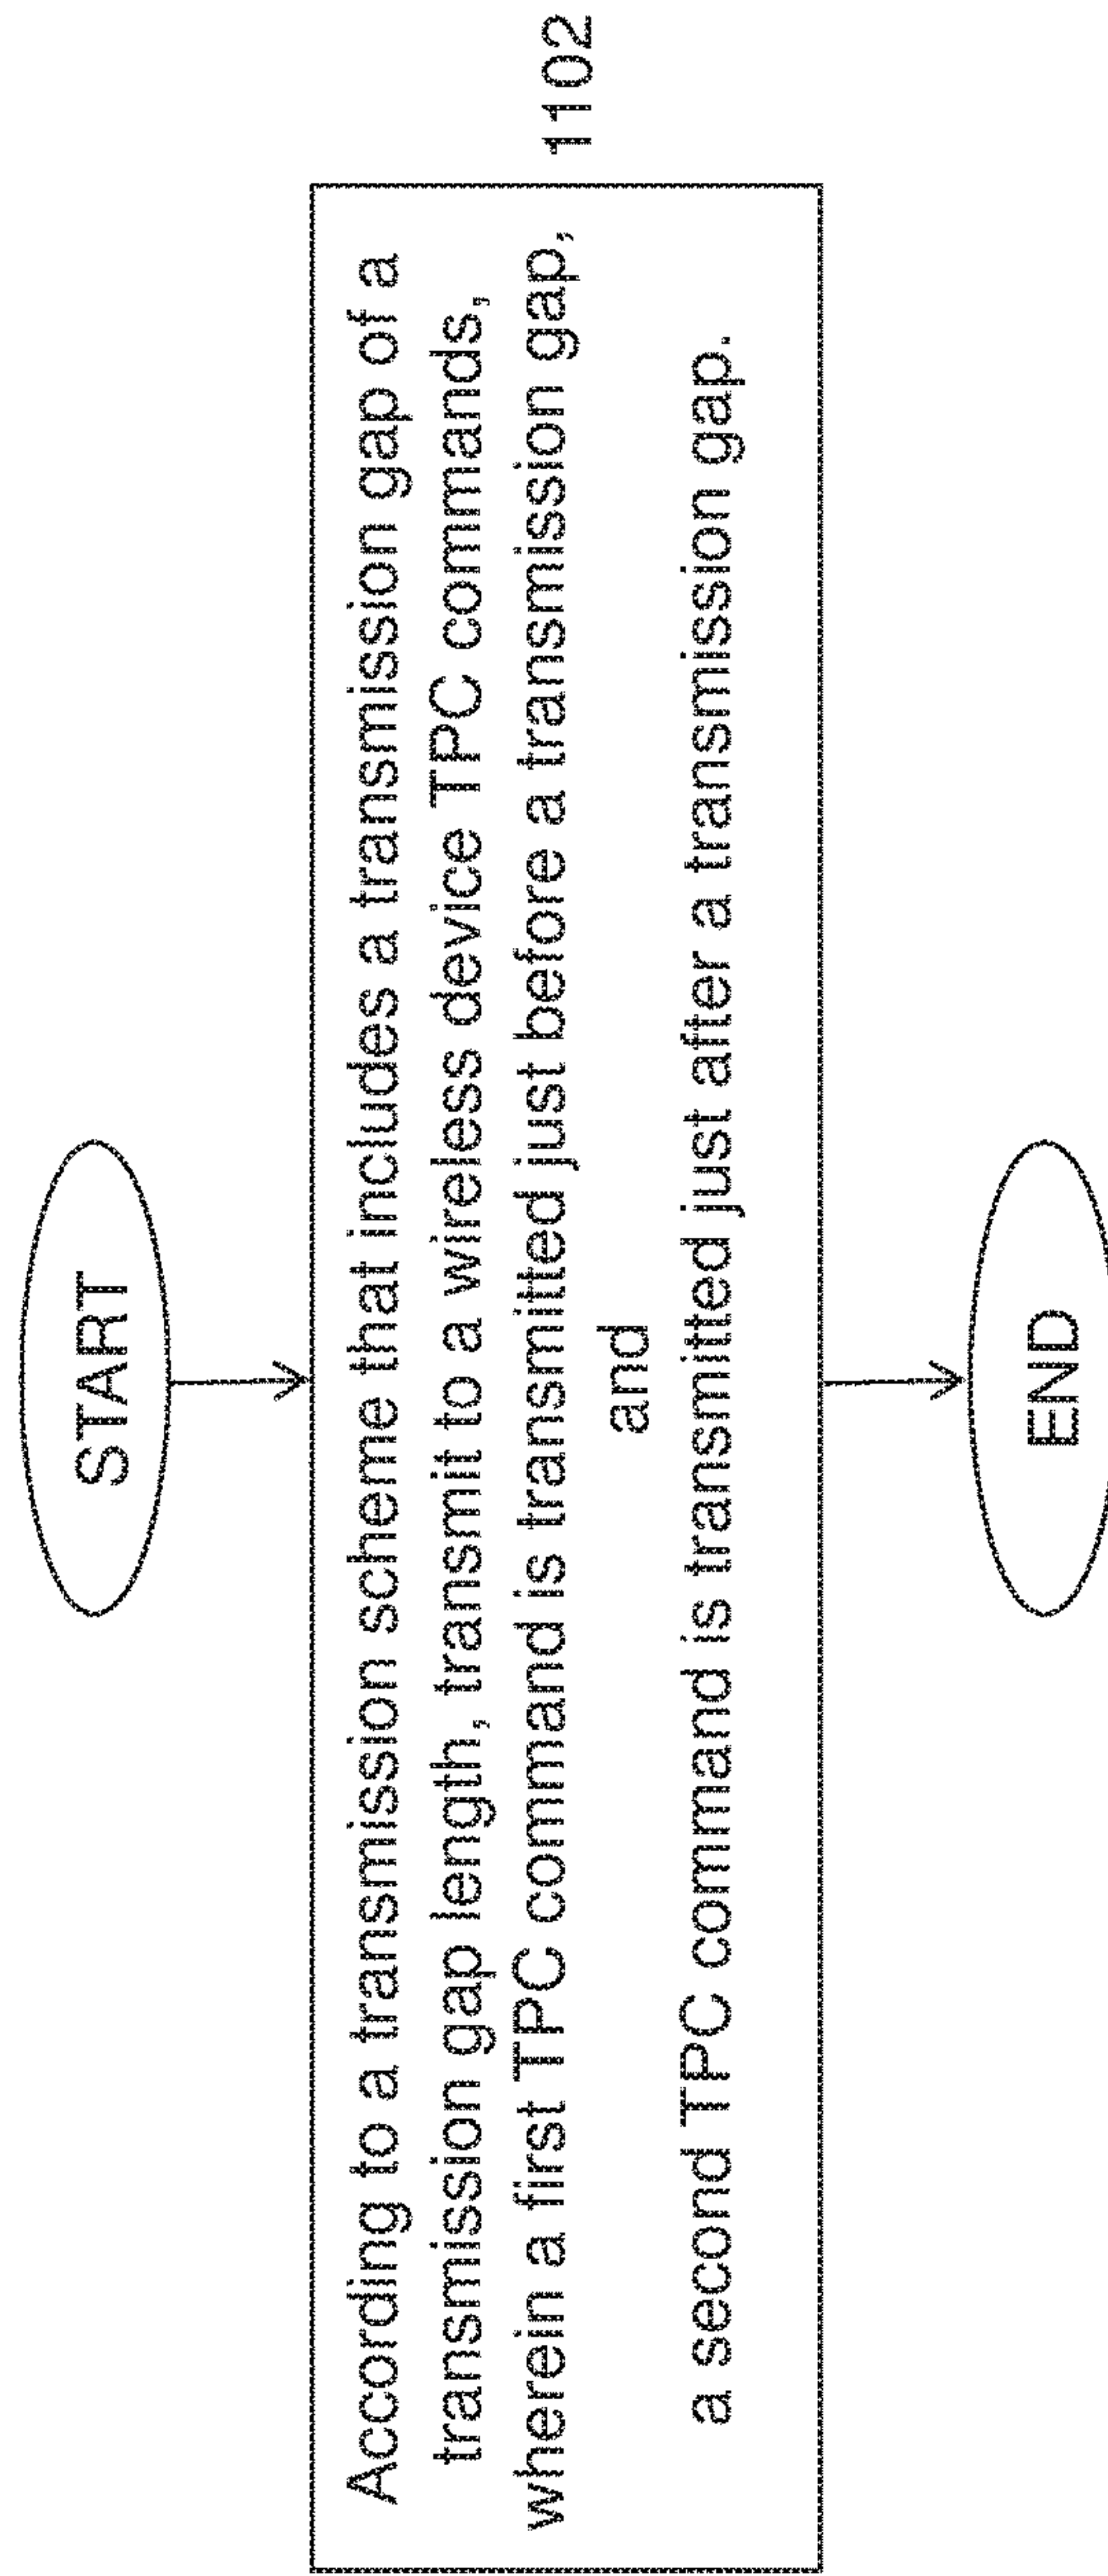 START
According to a transmission scheme that includes a transmission gap of a
transmission gap length, transmit to a wireless device TPC commands,
wherein a first TPC command is transmitted just before a transmission gap,
and
a second TPC command is transmitted just after a transmission gap.
1102
END